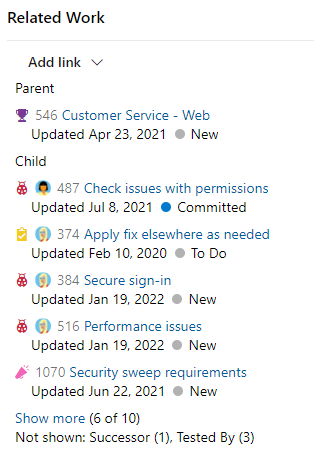 Related Work
Add link
Parent
546 Customer Service - Web
Updated Apr 23, 2021 New
Child
487 Check issues with permissions
Updated Jul 8, 2021 Committed
374 Apply fix elsewhere as needed
Updated Feb 10, 2020 To Do
384 Secure sign-in
Updated Jan 19, 2022 New
516 Performance issues
Updated Jan 19, 2022 New
1070 Security sweep requirements
Updated Jun 22, 2021 New
Show more (6 of 10)
Not shown: Successor (1), Tested By (3)